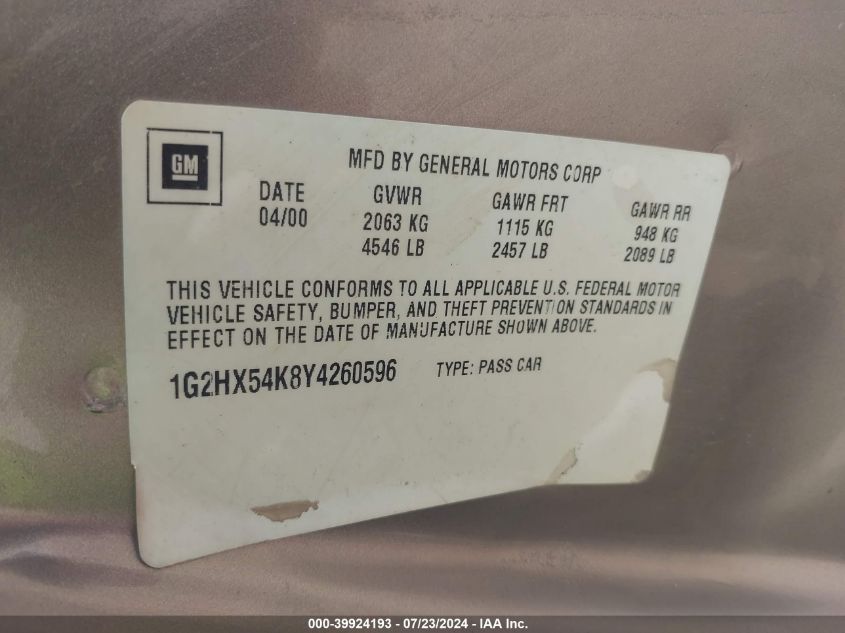 GM
MFD BY GENERAL MOTORS CORP
DATE GVWR GAWR FRT GAWR RR
04/00 2063 KG 1115 KG 948 KG
4546 LB 2457 LB 2089 LB
THIS VEHICLE CONFORMS TO ALL APPLICABLE U.S. FEDERAL MOTOR
VEHICLE SAFETY, BUMPER, AND THEFT PREVENTION STANDARDS IN
EFFECT ON THE DATE OF MANUFACTURE SHOWN ABOVE.
1G2HX54K8Y4260596 TYPE: PASS CAR
000-39924193 - 07/23/2024 - IAA Inc.